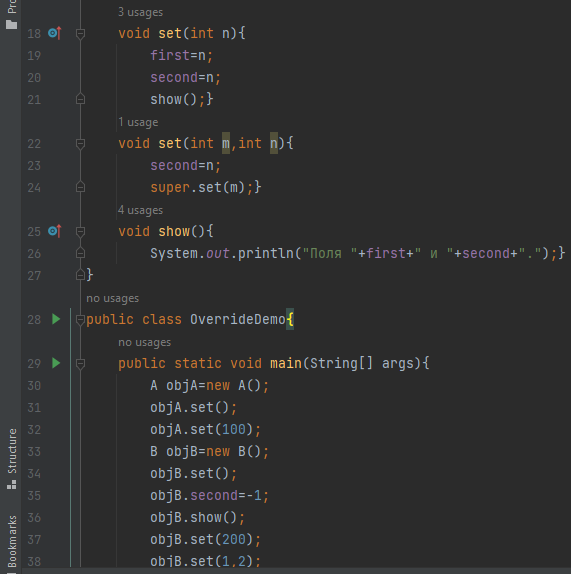 Pro
3 usages
18 void set(int n){
19 first=n;
20 second=n;
21 show();}
1 usage
22 void set(int m,int n){
23 second=n;
24 super.set(m);}
4 usages
25 void show(){
26 System.out.println("Поля "+first+" и "+second+".");}
27 }
no usages
28 public class OverrideDemo{
no usages
29 public static void main(String[] args){
30 A objA=new A();
31 objA.set();
32 objA.set(100);
33 B objB=new B();
34 objB.set();
35 objB.second=-1;
36 objB.show();
37 objB.set(200);
38 objB.set(1,2);
Structure
Bookmarks